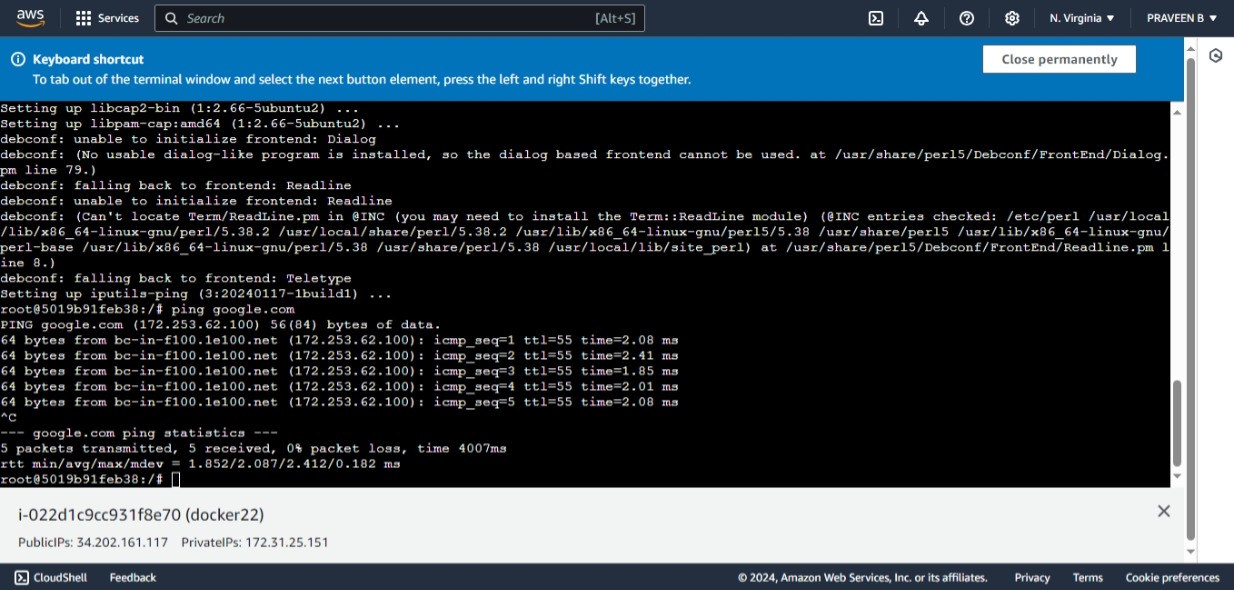 aws
Services
Search
[Alt+S]
N. Virginia ▼
PRAVEEN B ▼
Keyboard shortcut
To tab out of the terminal window and select the next button element, press the left and right Shift keys together.
Close permanently
Setting up libcap2-bin (1:2.66-5ubuntu2) ...
Setting up libpam-cap:amd64 (1:2.66-5ubuntu2) ...
debconf: unable to initialize frontend: Dialog
debconf: (No usable dialog-like program is installed, so the dialog based frontend cannot be used. at /usr/share/perl5/Debconf/FrontEnd/Dialog.
pm line 79.)
debconf: falling back to frontend: Readline
debconf: unable to initialize frontend: Readline
debconf: (Can't locate Term/ReadLine.pm in @INC (you may need to install the Term::ReadLine module) (@INC entries checked: /etc/perl /usr/local
/lib/x86_64-linux-gnu/perl/5.38.2 /usr/local/share/perl/5.38.2 /usr/lib/x86_64-linux-gnu/perl5/5.38 /usr/share/perl5 /usr/lib/x86_64-linux-gnu/
perl-base /usr/lib/x86_64-linux-gnu/perl/5.38 /usr/share/perl/5.38 /usr/local/lib/site_perl) at /usr/share/perl5/Debconf/FrontEnd/Readline.pm l
ine 8.)
debconf: falling back to frontend: Teletype
Setting up iputils-ping (3:20240117-1build1) ...
root@5019b91feb38:/# ping google.com
PING google.com (172.253.62.100) 56(84) bytes of data.
64 bytes from bc-in-f100.1e100.net (172.253.62.100): icmp_seq=1 ttl=55 time=2.08 ms
64 bytes from bc-in-f100.1e100.net (172.253.62.100): icmp_seq=2 ttl=55 time=2.41 ms
64 bytes from bc-in-f100.1e100.net (172.253.62.100): icmp_seq=3 ttl=55 time=1.85 ms
64 bytes from bc-in-f100.1e100.net (172.253.62.100): icmp_seq=4 ttl=55 time=2.01 ms
64 bytes from bc-in-f100.1e100.net (172.253.62.100): icmp_seq=5 ttl=55 time=2.08 ms
^C
--- google.com ping statistics ---
5 packets transmitted, 5 received, 0% packet loss, time 4007ms
rtt min/avg/max/mdev = 1.852/2.087/2.412/0.182 ms
root@5019b91feb38:/#
i-022d1c9cc931f8e70 (docker22)
PublicIPs: 34.202.161.117 PrivateIPs: 172.31.25.151
CloudShell
Feedback
© 2024, Amazon Web Services, Inc. or its affiliates.
Privacy
Terms
Cookie preferences